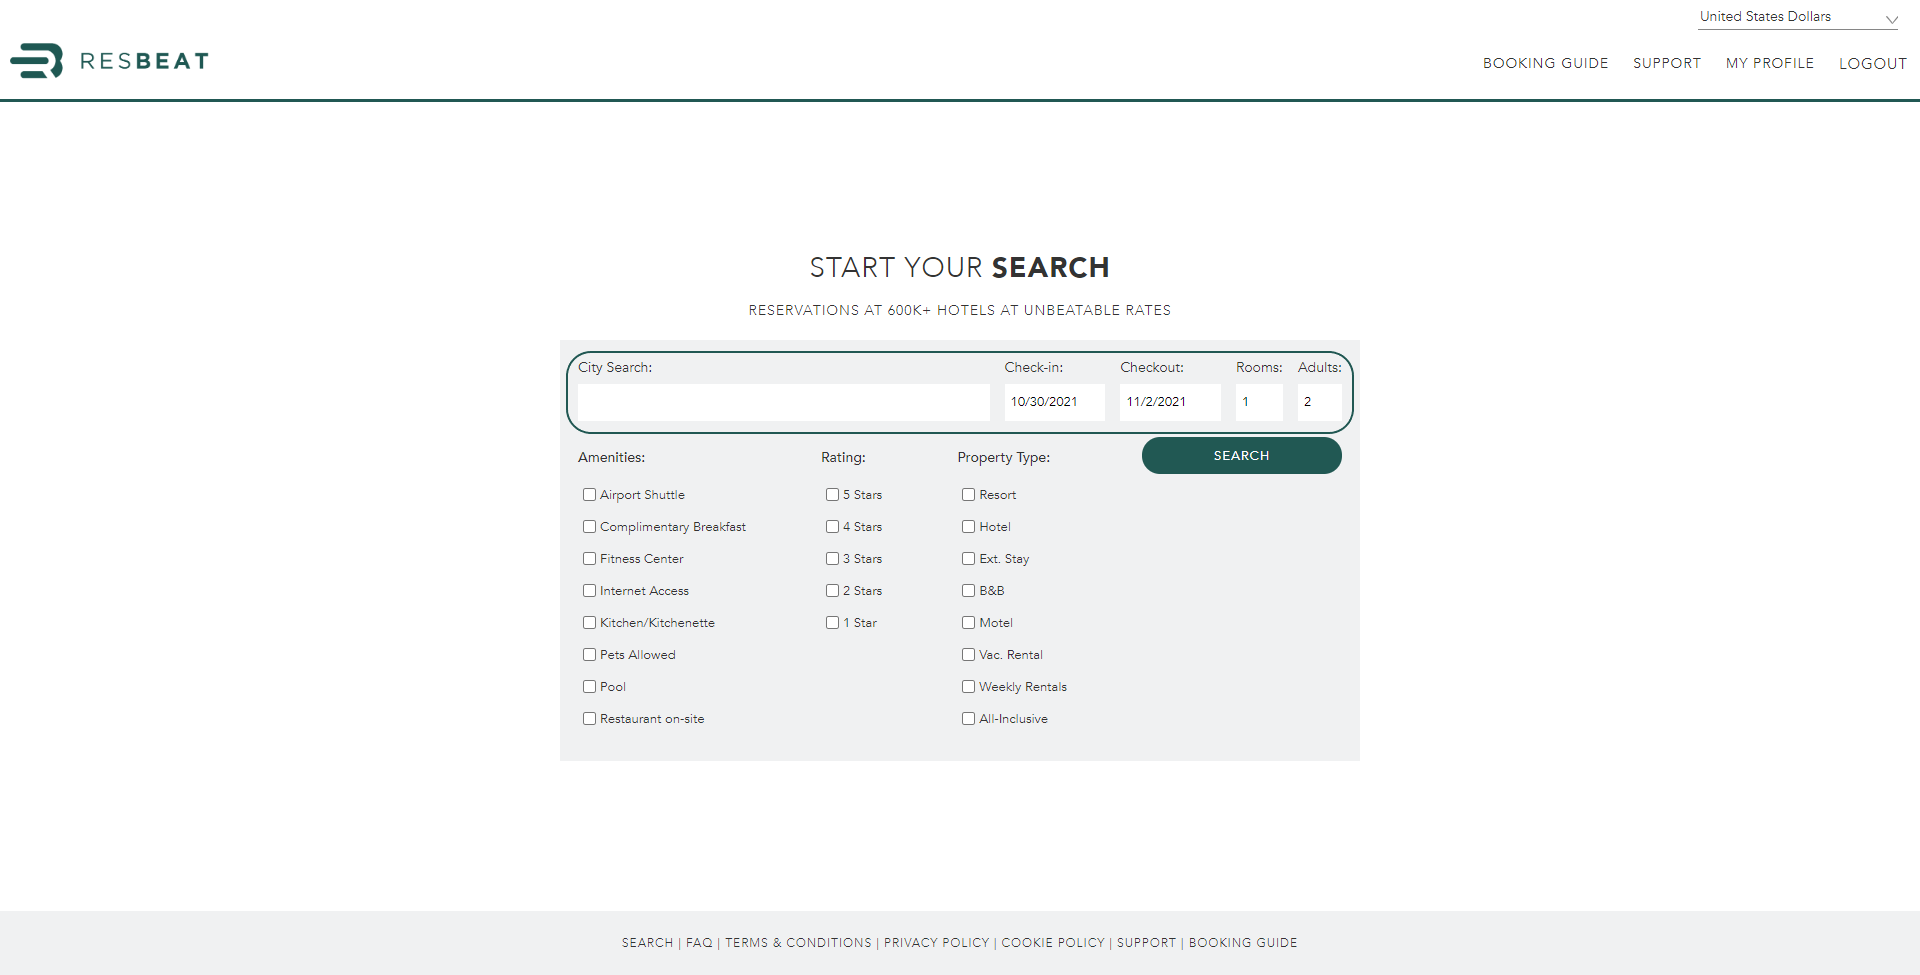 United States Dollars
RESBEAT
BOOKING GUIDE SUPPORT MY PROFILE LOGOUT
START YOUR SEARCH
RESERVATIONS AT 600K+ HOTELS AT UNBEATABLE RATES
City Search: Check-in: Checkout: Rooms: Adults:
10/30/2021 11/2/2021 1 2
Amenities: Rating: Property Type: SEARCH
Airport Shuttle 5 Stars Resort
Complimentary Breakfast 4 Stars Hotel
Fitness Center 3 Stars Ext. Stay
Internet Access 2 Stars B&B
Kitchen/Kitchenette 1 Star Motel
Pets Allowed Vac. Rental
Pool Weekly Rentals
Restaurant on-site All-Inclusive
SEARCH | FAQ | TERMS & CONDITIONS | PRIVACY POLICY | COOKIE POLICY | SUPPORT | BOOKING GUIDE